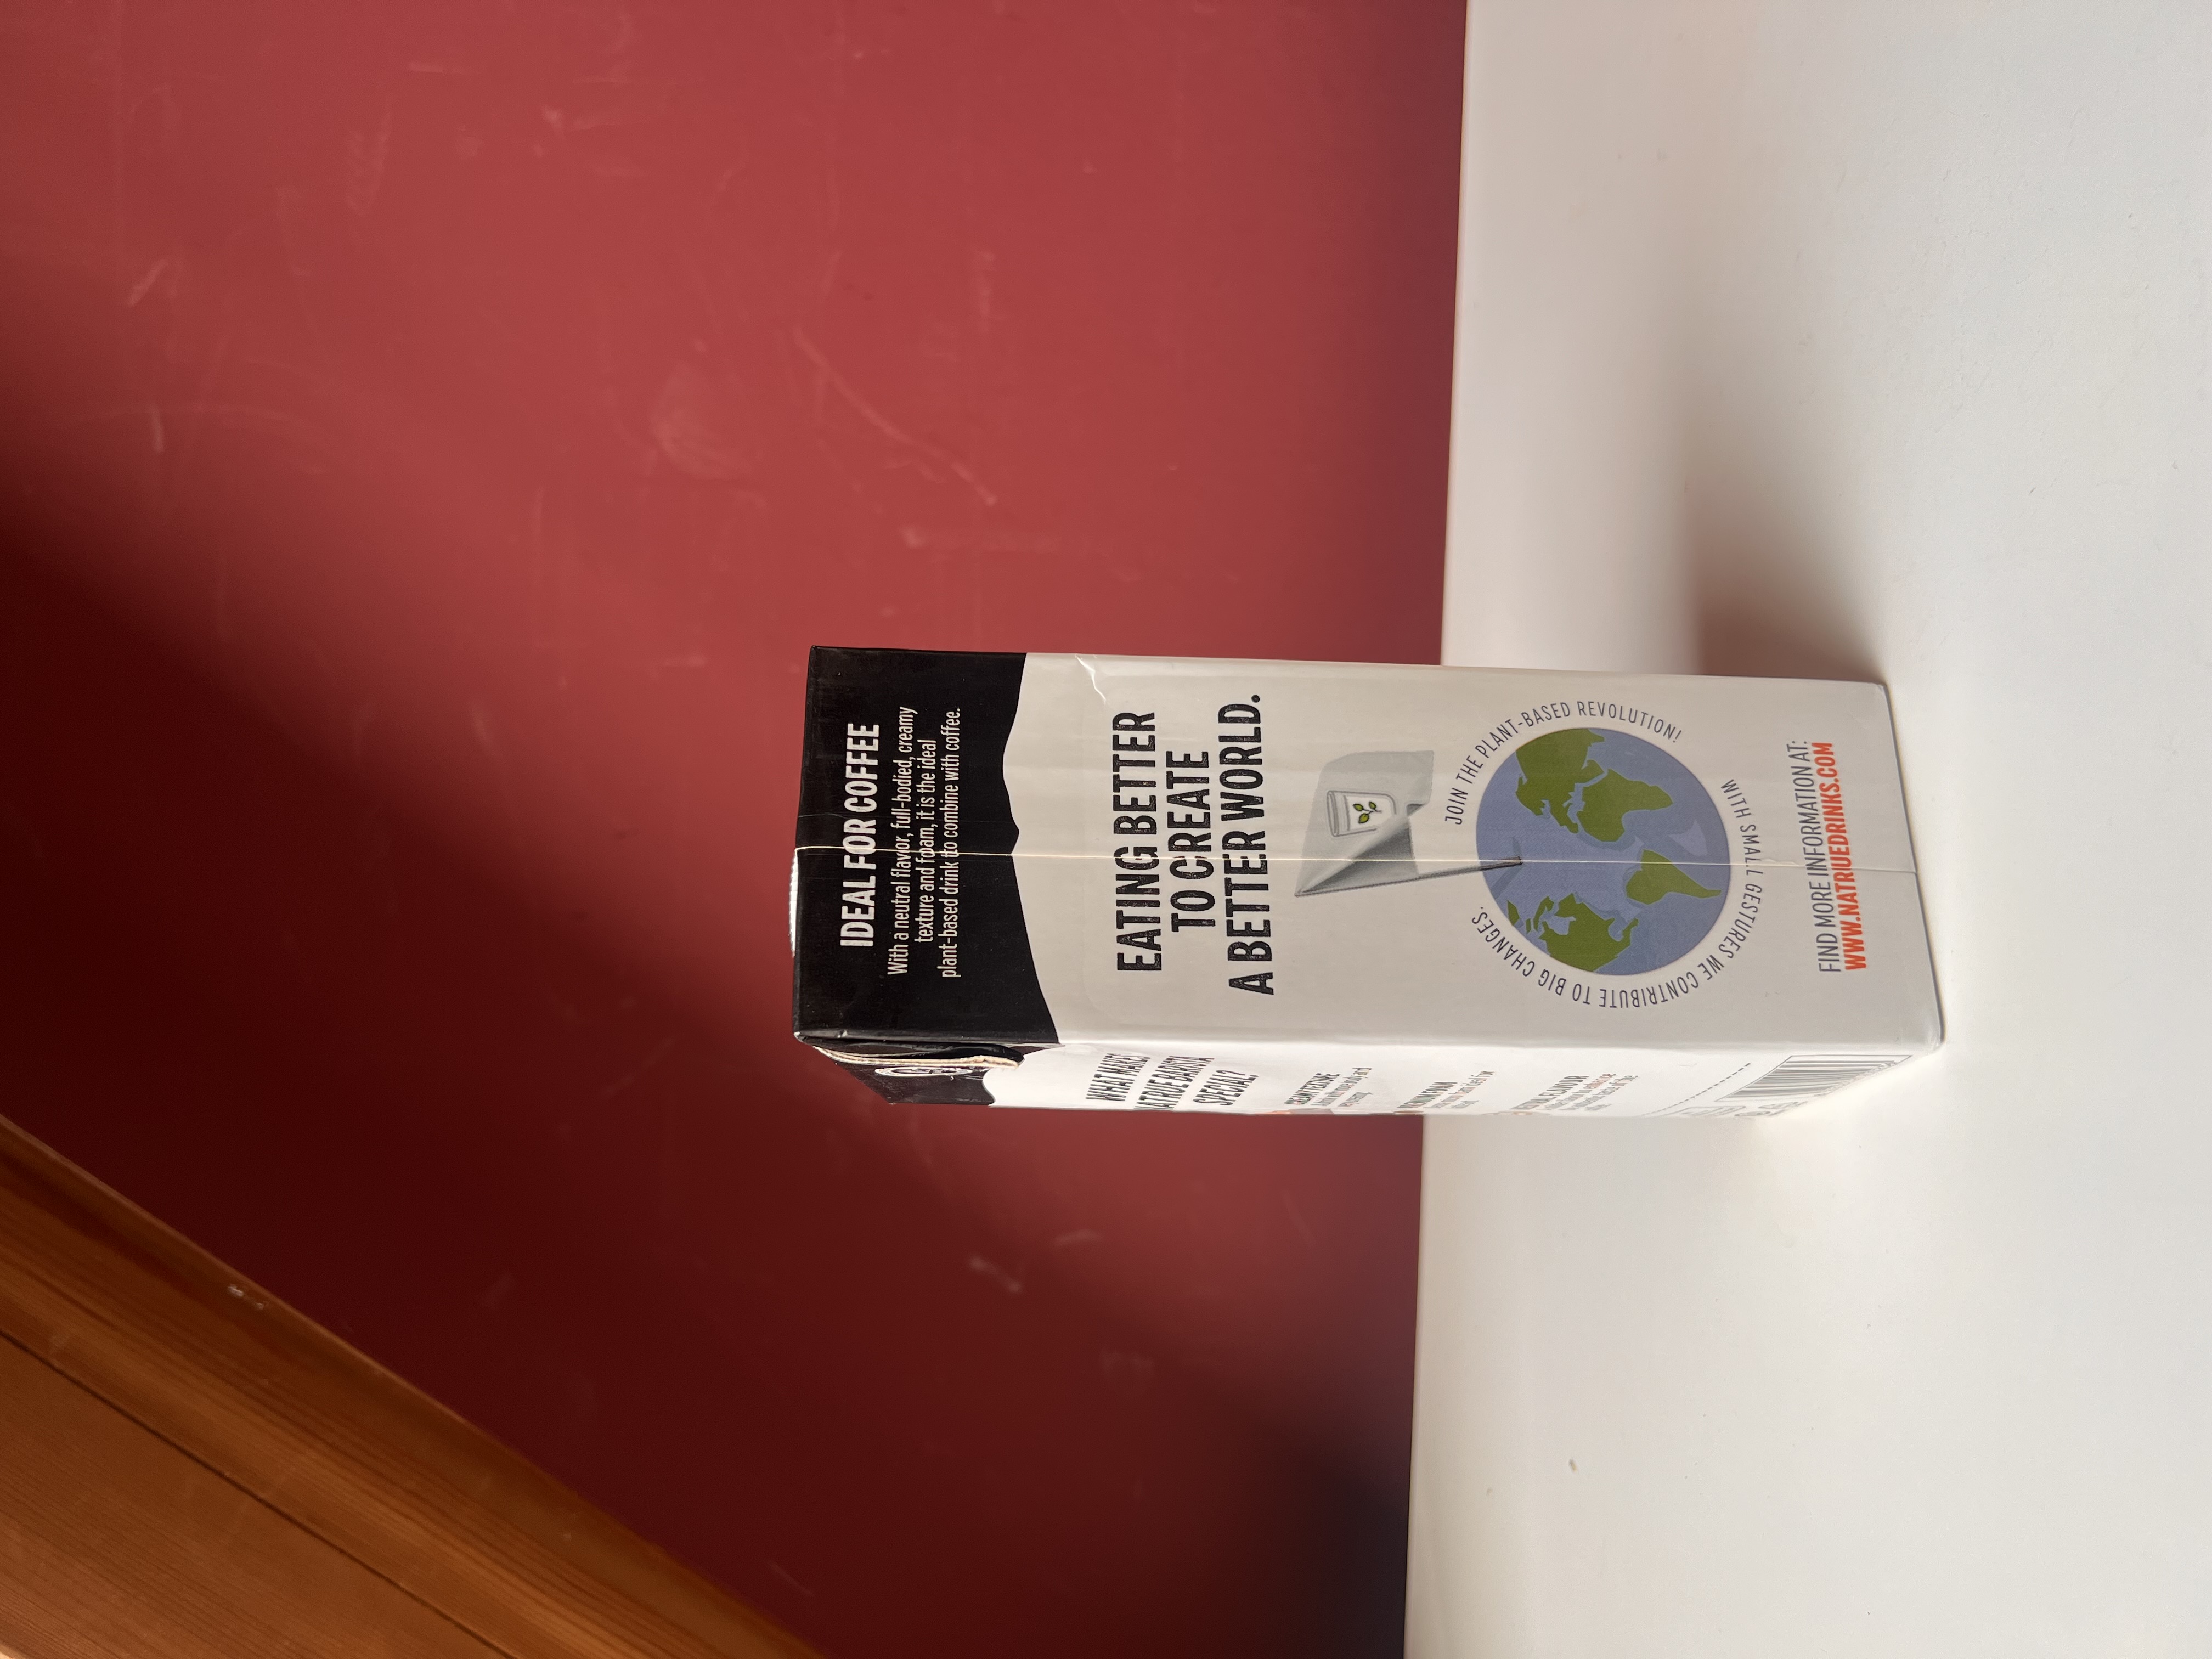 IDEAL FOR COFFEE
With a neutral flavor, full-bodied, creamy
texture and foam, it is the ideal
plant-based drink to combine with coffee.
EATING BETTER
TO CREATE
A BETTER WORLD.
JOIN THE PLANT-BASED REVOLUTION!
WITH SMALL GESTURES WE CONTRIBUTE TO BIG CHANGES.
FIND MORE INFORMATION AT:
WWW.NATRUEDRINKS.COM
WHAT MAKES
NATRUE BARISTA
SPECIAL?
CREAMY TEXTURE